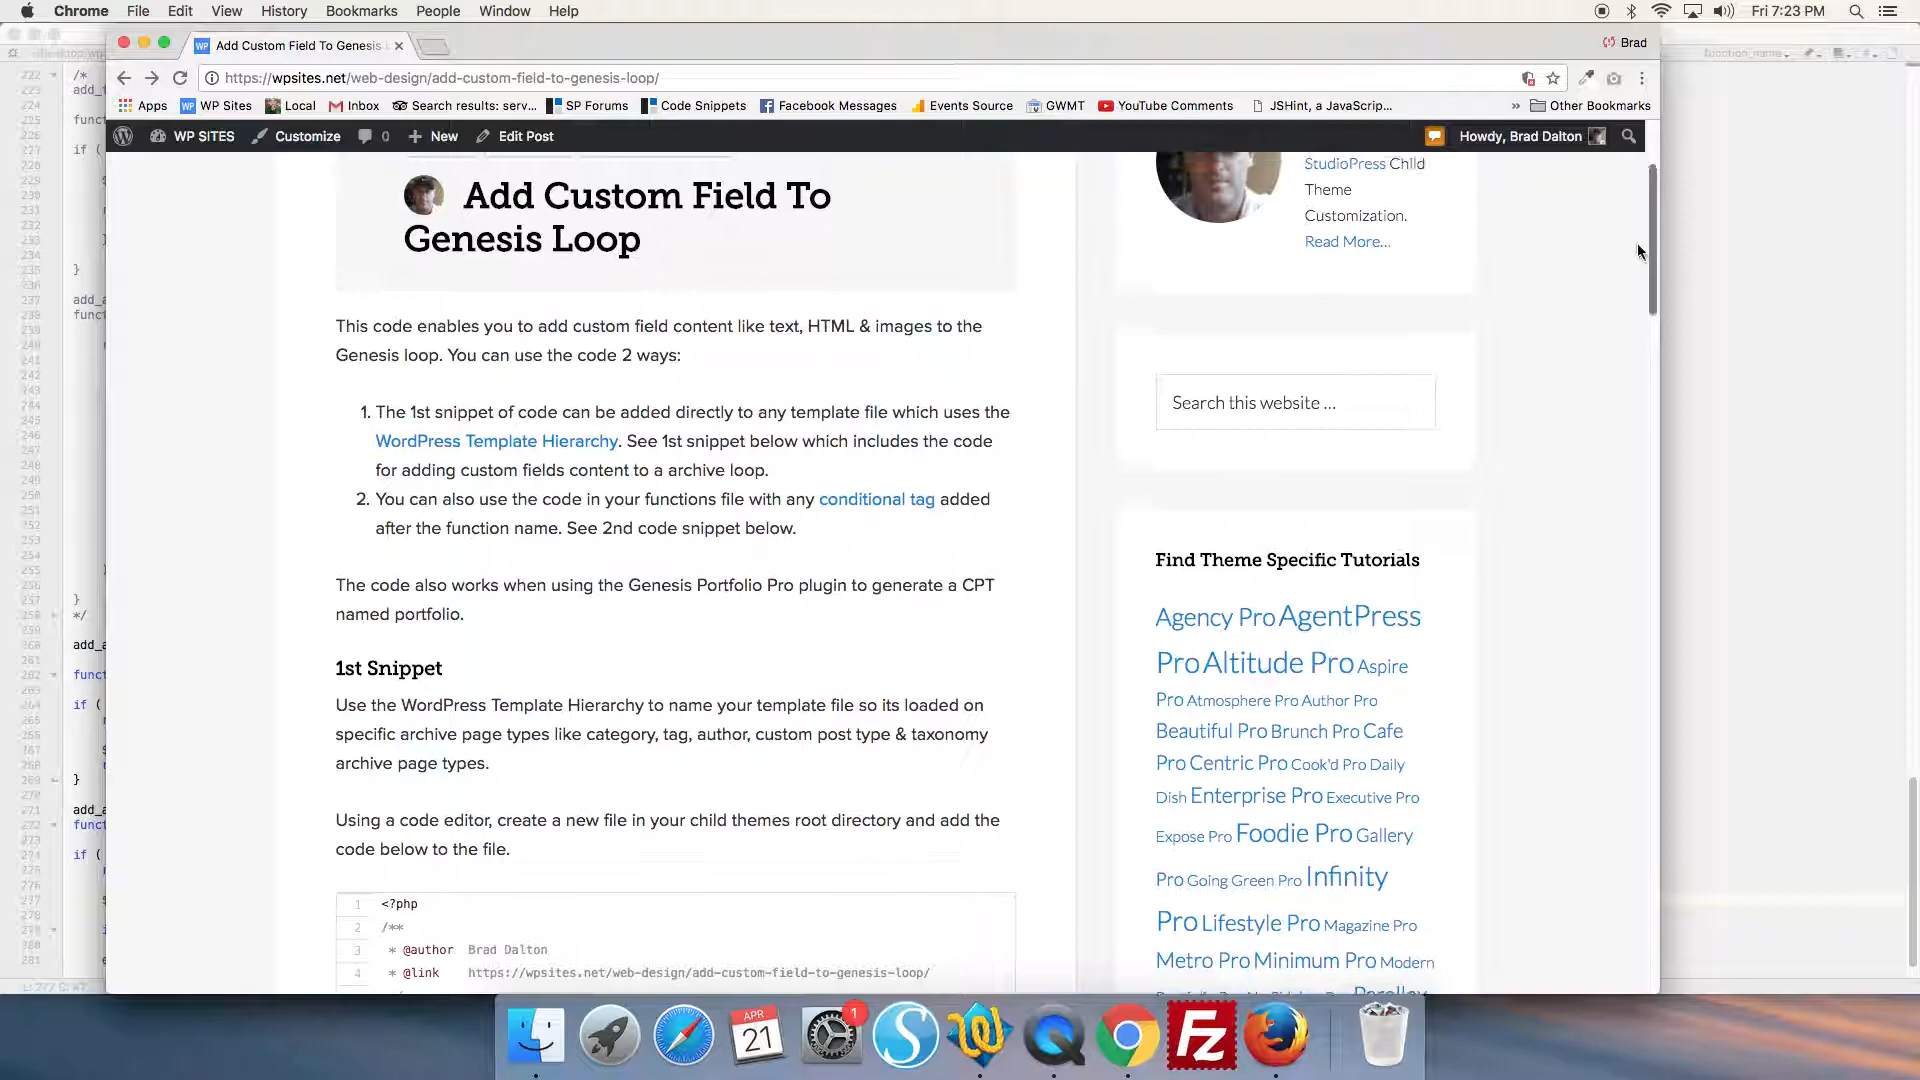 Chrome File Edit View History Bookmarks People Window Help Fri 7:23 PM
Add Custom Field To Genesis Brad
https://wpsites.net/web-design/add-custom-field-to-genesis-loop/
Apps WP Sites Local Inbox Search results: serv... SP Forums Code Snippets Facebook Messages Events Source GWMT YouTube Comments JSHint, a JavaScrip... » Other Bookmarks
WP SITES Customize 0 New Edit Post Howdy, Brad Dalton
Add Custom Field To
Genesis Loop
This code enables you to add custom field content like text, HTML & images to the
Genesis loop. You can use the code 2 ways:
1. The 1st snippet of code can be added directly to any template file which uses the
WordPress Template Hierarchy. See 1st snippet below which includes the code
for adding custom fields content to a archive loop.
2. You can also use the code in your functions file with any conditional tag added
after the function name. See 2nd code snippet below.
The code also works when using the Genesis Portfolio Pro plugin to generate a CPT
named portfolio.
1st Snippet
Use the WordPress Template Hierarchy to name your template file so its loaded on
specific archive page types like category, tag, author, custom post type & taxonomy
archive page types.
Using a code editor, create a new file in your child themes root directory and add the
code below to the file.
1 <?php
2 /**
3 * @author Brad Dalton
4 * @link https://wpsites.net/web-design/add-custom-field-to-genesis-loop/
StudioPress Child
Theme
Customization.
Read More...
Search this website ...
Find Theme Specific Tutorials
Agency Pro AgentPress
Pro Altitude Pro Aspire
Pro Atmosphere Pro Author Pro
Beautiful Pro Brunch Pro Cafe
Pro Centric Pro Cook'd Pro Daily
Dish Enterprise Pro Executive Pro
Expose Pro Foodie Pro Gallery
Pro Going Green Pro Infinity
Pro Lifestyle Pro Magazine Pro
Metro Pro Minimum Pro Modern
APR
21
1